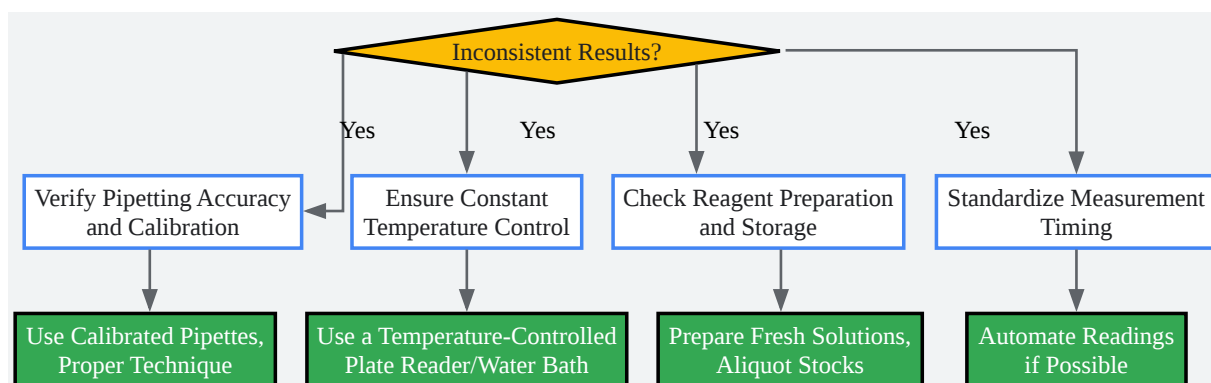 Inconsistent Results?
Yes
Yes
Yes
Yes
Verify Pipetting Accuracy
and Calibration
Ensure Constant
Temperature Control
Check Reagent Preparation
and Storage
Standardize Measurement
Timing
Use Calibrated Pipettes,
Proper Technique
Use a Temperature-Controlled
Plate Reader/Water Bath
Prepare Fresh Solutions,
Aliquot Stocks
Automate Readings
if Possible